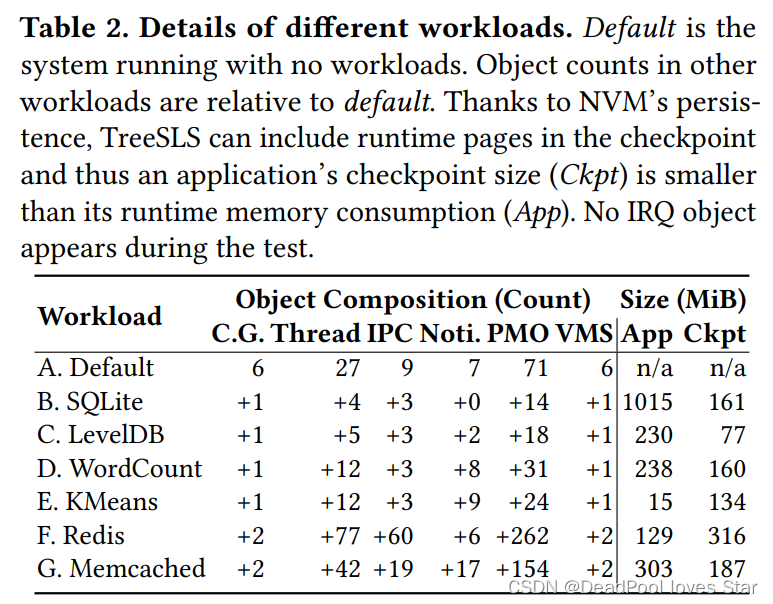 Table 2. Details of different workloads. Default is the
system running with no workloads. Object counts in other
workloads are relative to default. Thanks to NVM's persis-
tence, TreeSLS can include runtime pages in the checkpoint
and thus an application's checkpoint size (Ckpt) is smaller
than its runtime memory consumption (App). No IRQ object
appears during the test.
Workload Object Composition (Count) Size (MiB)
C.G. Thread IPC Noti. PMO VMS App Ckpt
A. Default 6 27 9 7 71 6 n/a n/a
B. SQLite +1 +4 +3 +0 +14 +1 1015 161
C. LevelDB +1 +5 +3 +2 +18 +1 230 77
D. WordCount +1 +12 +3 +8 +31 +1 238 160
E. KMeans +1 +12 +3 +9 +24 +1 15 134
F. Redis +2 +77 +60 +6 +262 +2 129 316
G. Memcached +2 +42 +19 +17 +154 +2 303 187
CSDN @DeadPool loves Star